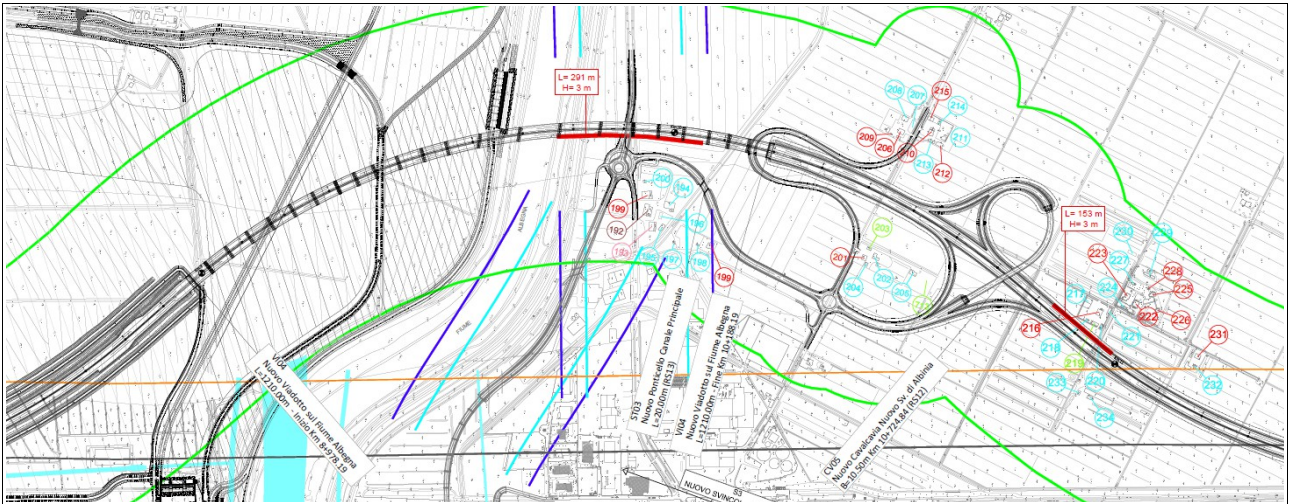 L= 291 m
H= 3 m
208
207
215
214
209
206
210
211
213
212
200
194
199
192
193
195
197
198
199
203
201
204
202
205
L= 153 m
H= 3 m
230
229
223
227
228
217
224
225
216
222
226
218
221
231
219
233
220
232
234
ALBEGNA
FIUME
VI04
Nuovo Viadotto sul Fiume Albegna
L=1210.00m - Inizio Km 8+978.19
ST03
Nuovo Ponticello Canale Principale
L=20.00m (RS13)
VI04
Nuovo Viadotto sul Fiume Albegna
L=1210.00m - Fine Km 10+188.19
CV05
Nuovo Cavalcavia Nuovo Sv. di Albinia
B=10.50m Km 10+724.84 (RS12)
S3